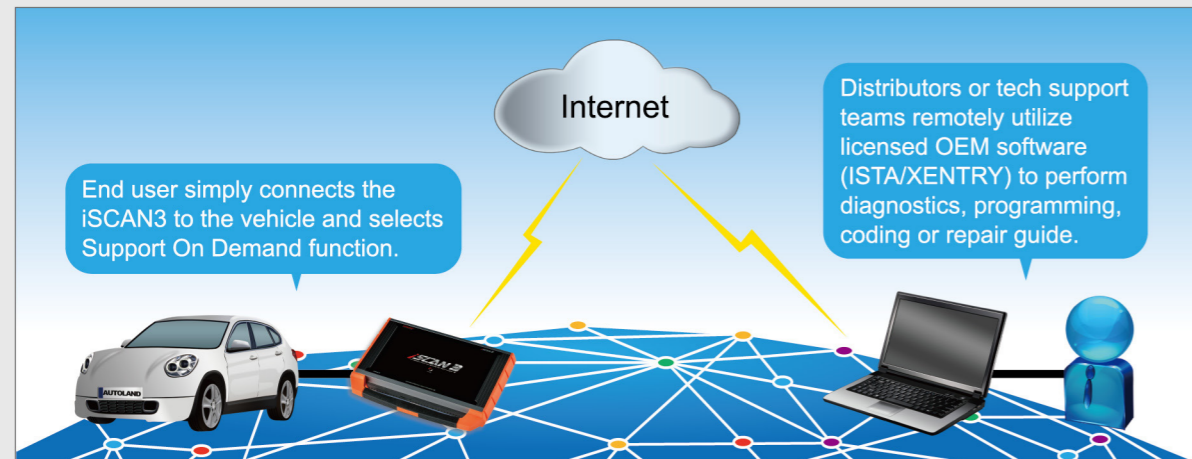 Internet
End user simply connects the
iSCAN3 to the vehicle and selects
Support On Demand function.
Distributors or tech support
teams remotely utilize
licensed OEM software
(ISTA/XENTRY) to perform
diagnostics, programming,
coding or repair guide.
AUTOLAND
iSCAN 3